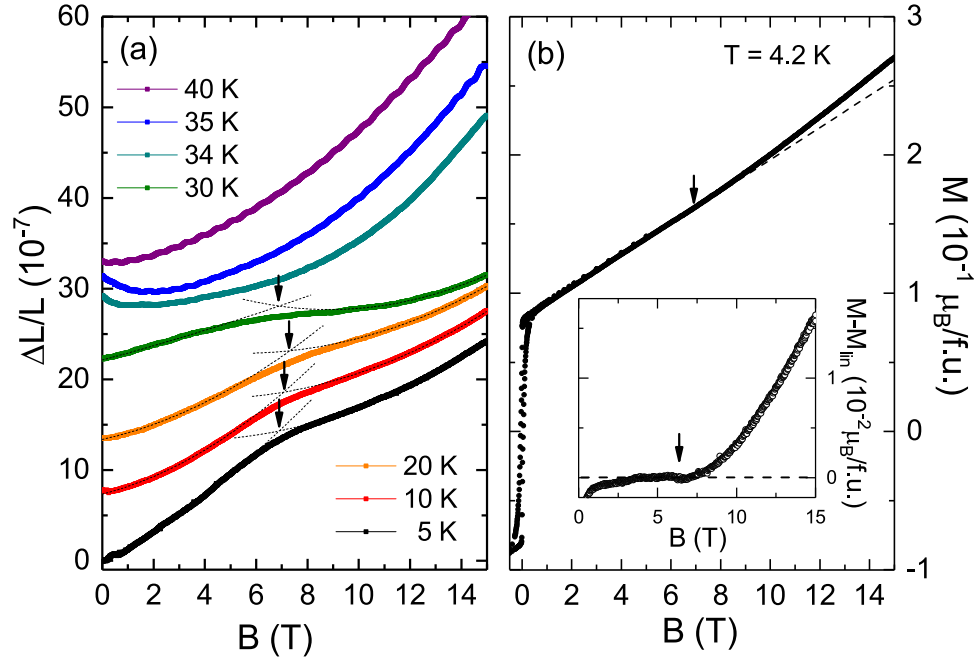 (a)
40 K
35 K
34 K
30 K
20 K
10 K
5 K
60
50
40
30
20
10
0
ΔL/L (10⁻⁷)
0 2 4 6 8 10 12 14
B (T)
(b)
T = 4.2 K
3
2
1
0
-1
M (10⁻¹ μ_B/f.u.)
0 2 4 6 8 10 12 14
B (T)
1
0
M-M_lin (10⁻² μ_B/f.u.)
0 5 10 15
B (T)